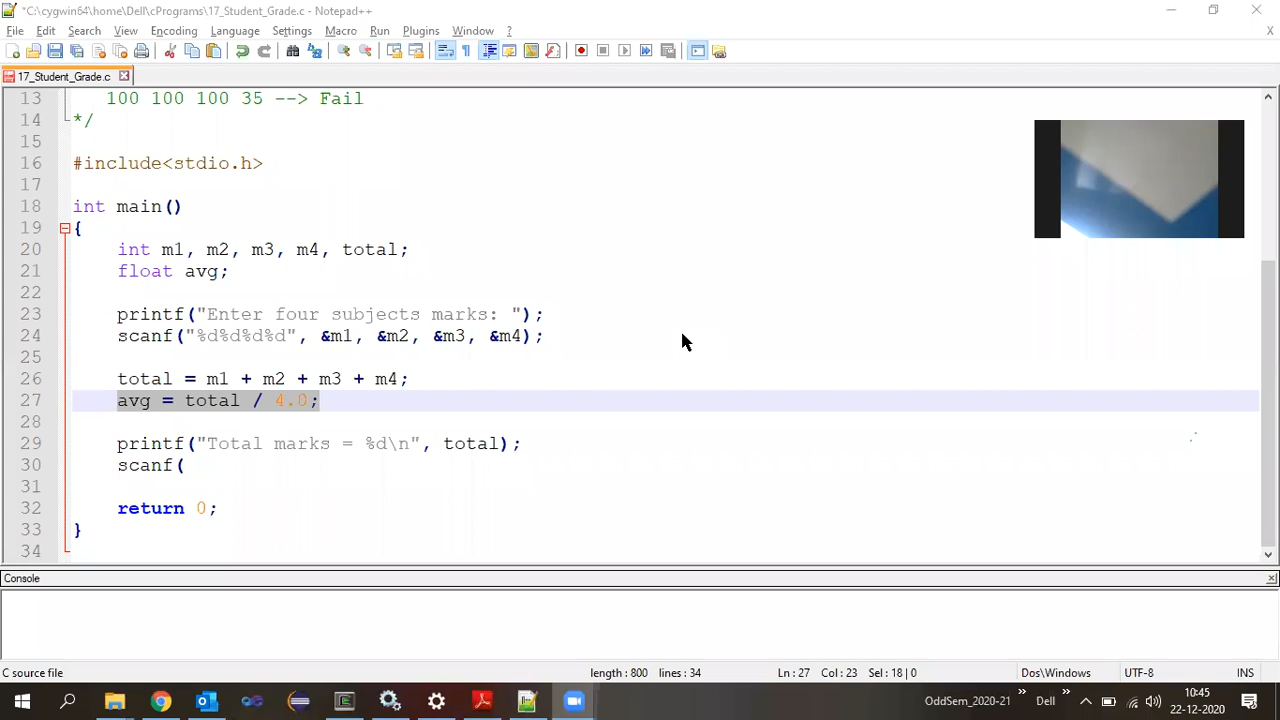 *C:\cygwin64\home\Dell\cPrograms\17_Student_Grade.c - Notepad++
File Edit Search View Encoding Language Settings Macro Run Plugins Window ?
X
17_Student_Grade.c
13 100 100 100 35 --> Fail
14 */
15
16 #include<stdio.h>
17
18 int main()
19 {
20 int m1, m2, m3, m4, total;
21 float avg;
22
23 printf("Enter four subjects marks: ");
24 scanf("%d%d%d%d", &m1, &m2, &m3, &m4);
25
26 total = m1 + m2 + m3 + m4;
27 avg = total / 4.0;
28
29 printf("Total marks = %d\n", total);
30 scanf(
31
32 return 0;
33 }
34
Console
C source file length : 800 lines : 34 Ln : 27 Col : 23 Sel : 18 | 0 Dos\Windows UTF-8 INS
OddSem_2020-21 » Dell » 10:45
22-12-2020